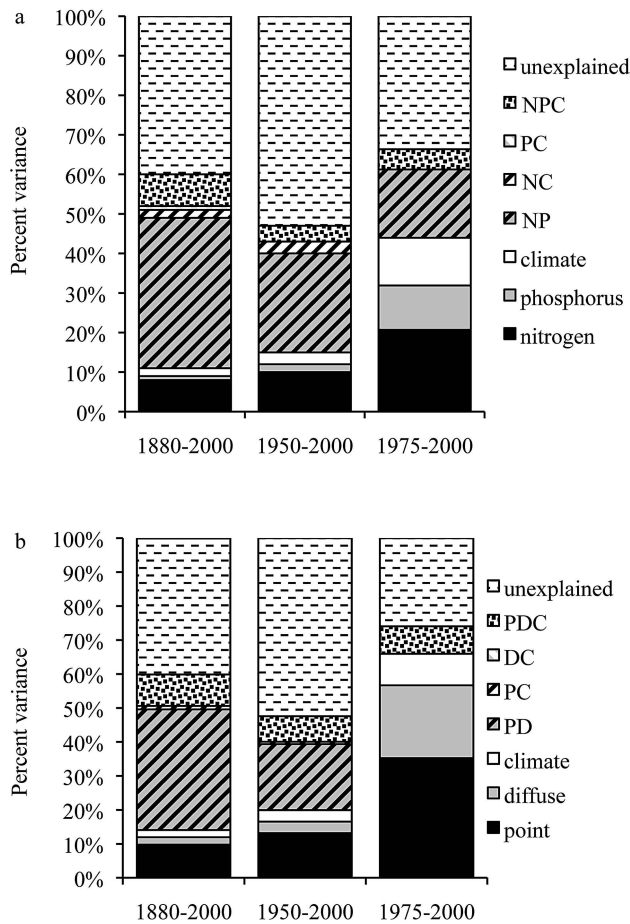 a
100%
90%
80%
70%
60%
50%
40%
30%
20%
10%
0%
Percent variance
1880-2000 1950-2000 1975-2000
unexplained
NPC
PC
NC
NP
climate
phosphorus
nitrogen
b
100%
90%
80%
70%
60%
50%
40%
30%
20%
10%
0%
Percent variance
1880-2000 1950-2000 1975-2000
unexplained
PDC
DC
PC
PD
climate
diffuse
point